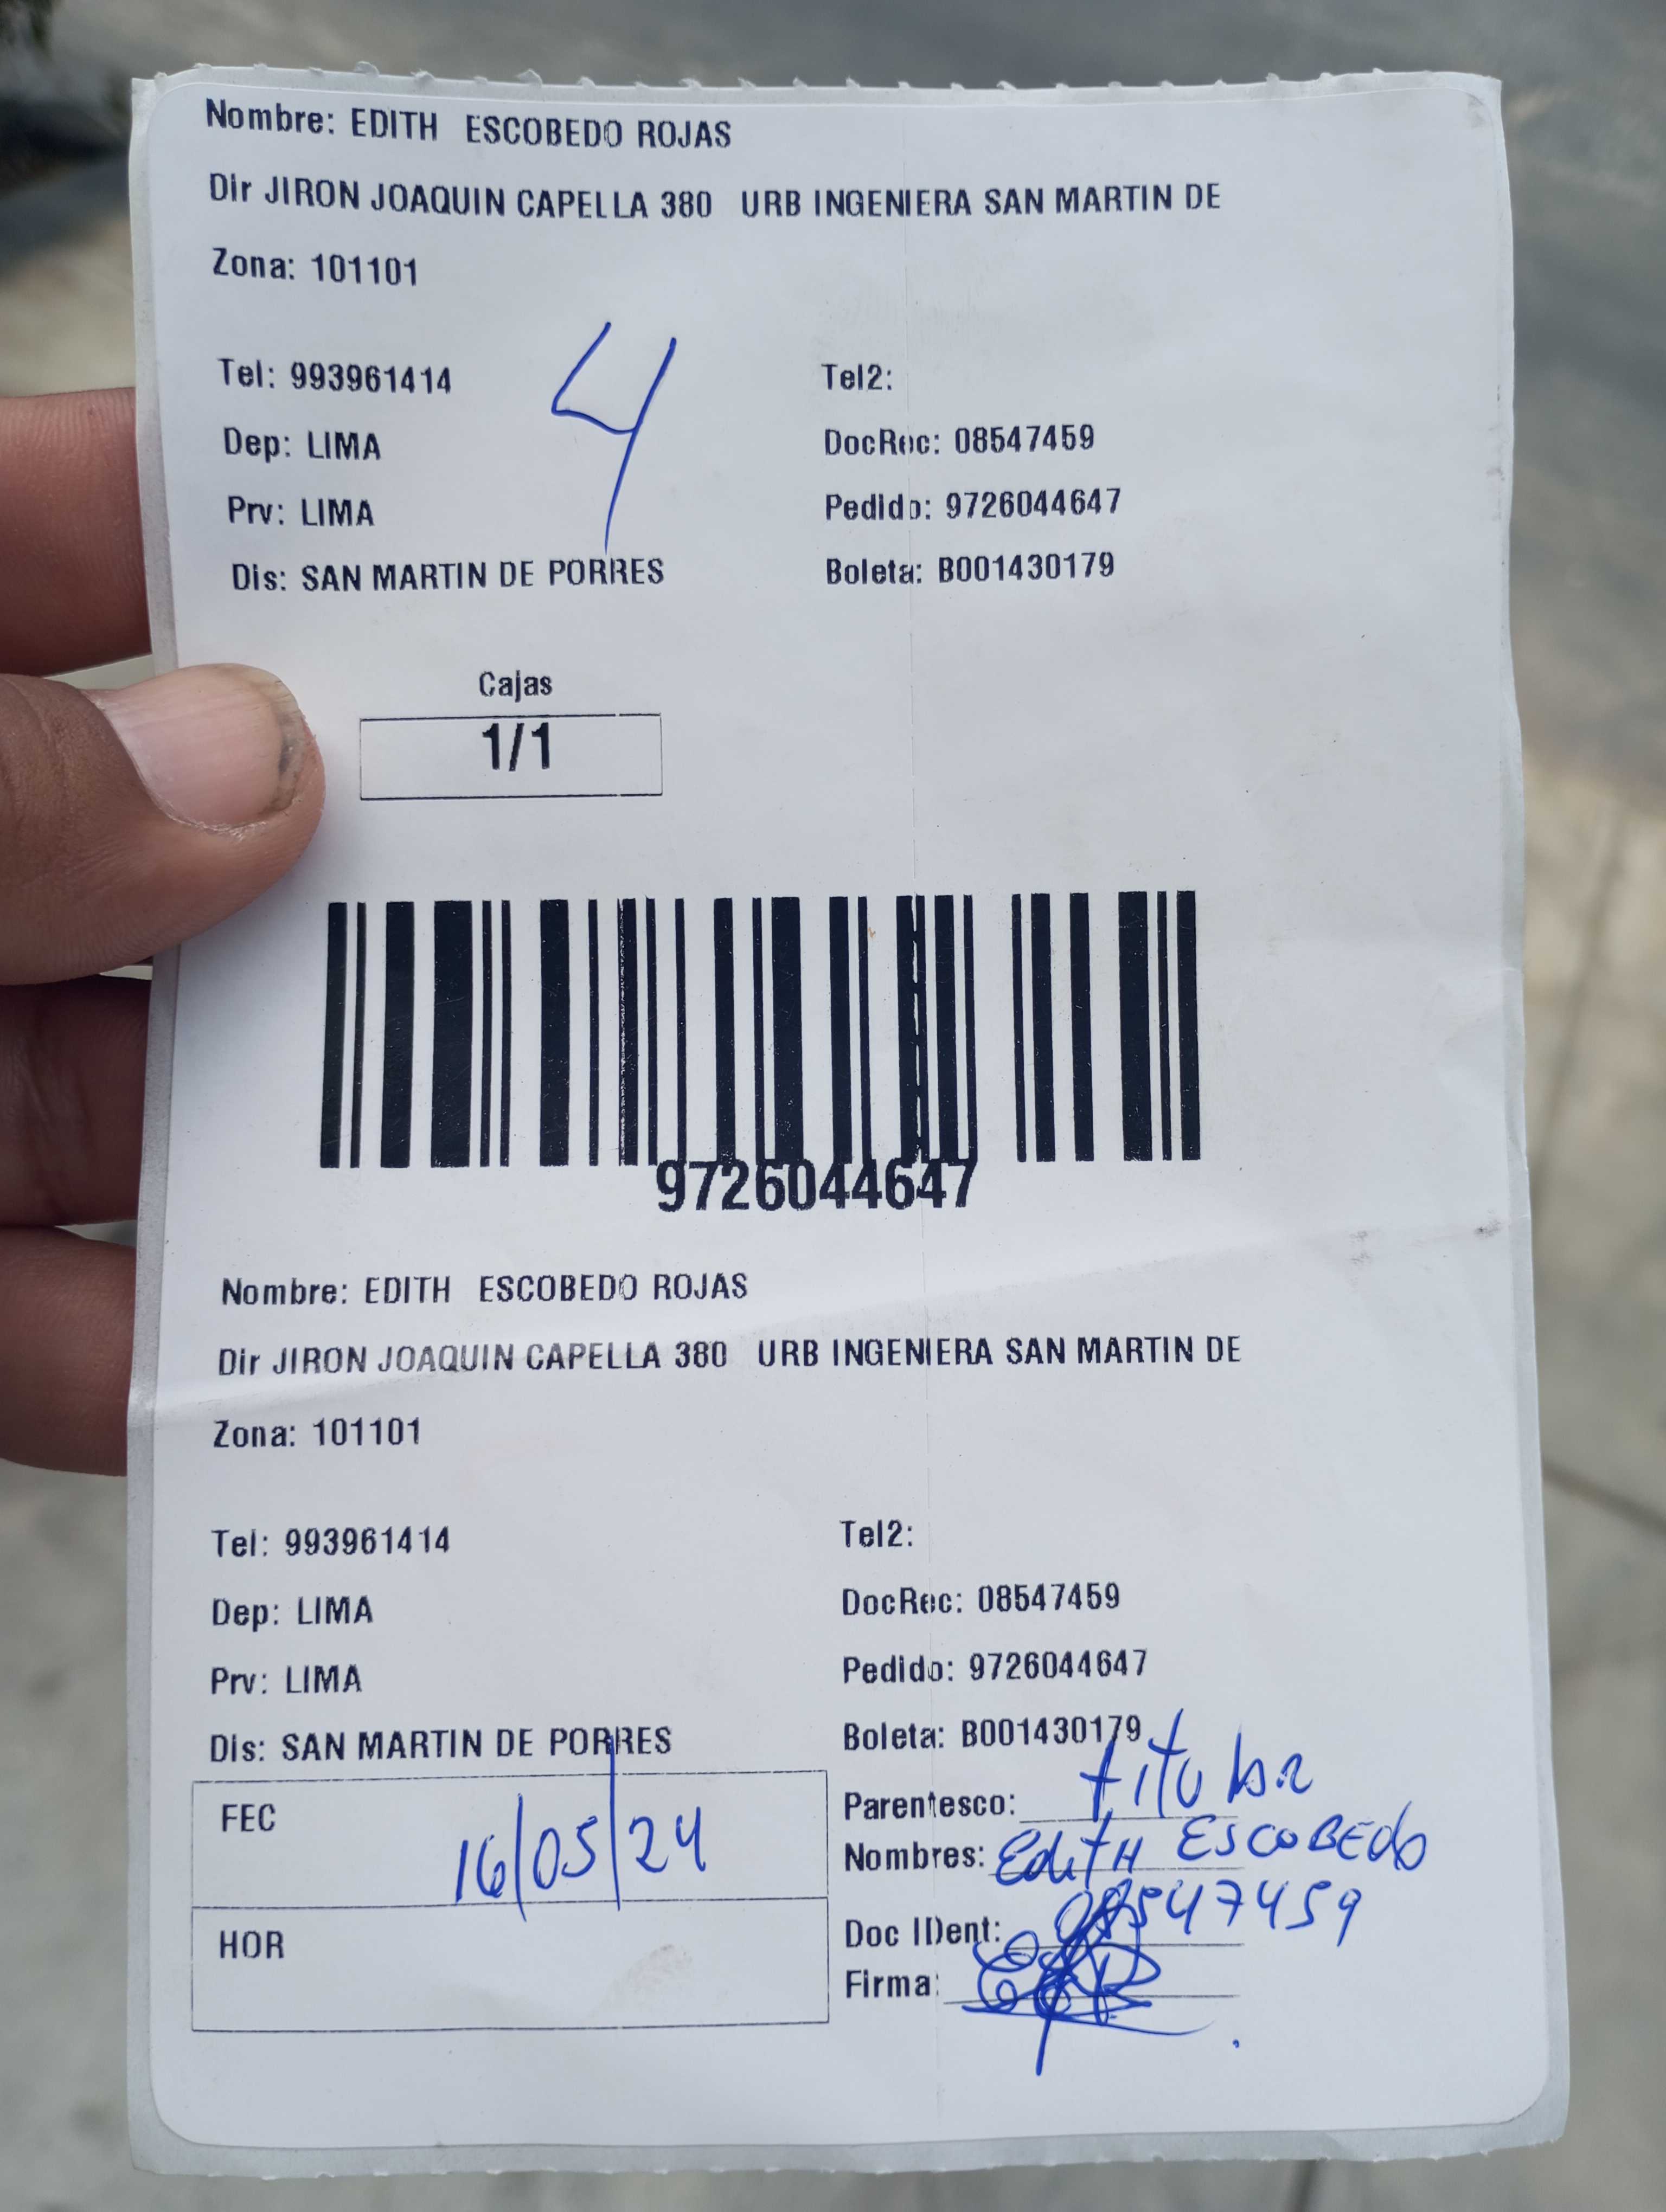 Nombre: EDITH ESCOBEDO ROJAS
Dir JIRON JOAQUIN CAPELLA 380 URB INGENIERA SAN MARTIN DE
Zona: 101101
4
Tel: 993961414 Tel2:
Dep: LIMA DocRec: 08547459
Prv: LIMA Pedido: 9726044647
Dis: SAN MARTIN DE PORRES Boleta: B001430179
Cajas
1/1
9726044647
Nombre: EDITH ESCOBEDO ROJAS
Dir JIRON JOAQUIN CAPELLA 380 URB INGENIERA SAN MARTIN DE
Zona: 101101
Tel: 993961414 Tel2:
Dep: LIMA DocRec: 08547459
Prv: LIMA Pedido: 9726044647
Dis: SAN MARTIN DE PORRES Boleta: B001430179
FEC 16/05/24
HOR
Parentesco: titular
Nombres: Edith ESCOBEdo
Doc IDent: 08547459
Firma: